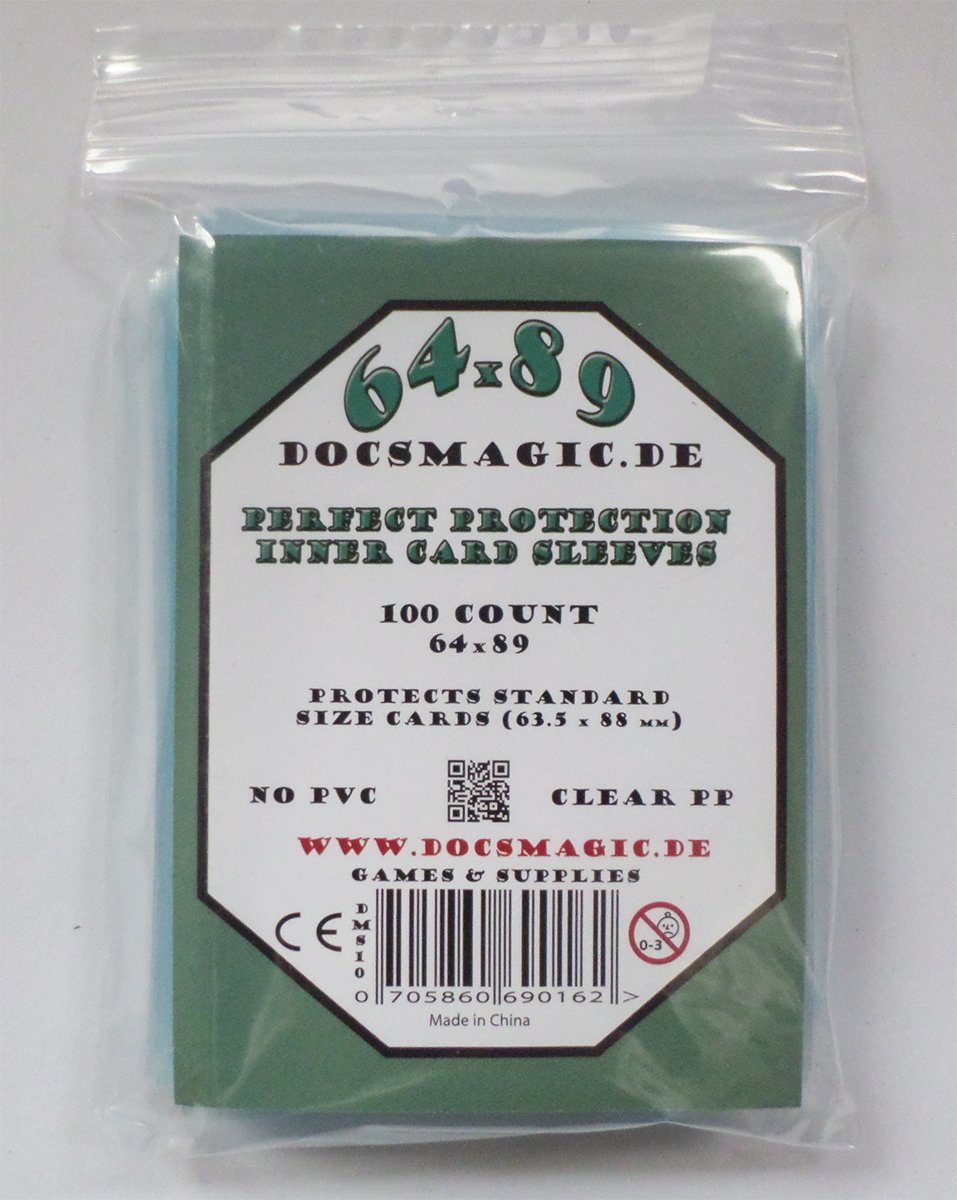 64x89
DOCSMAGIC.DE
PERFECT PROTECTION
INNER CARD SLEEVES
100 COUNT
64x89
PROTECTS STANDARD
SIZE CARDS (63.5 x 88 MM)
NO PVC
CLEAR PP
WWW.DOCSMAGIC.DE
GAMES & SUPPLIES
CE
DMS10
0-3
0 705860 690162 >
Made in China